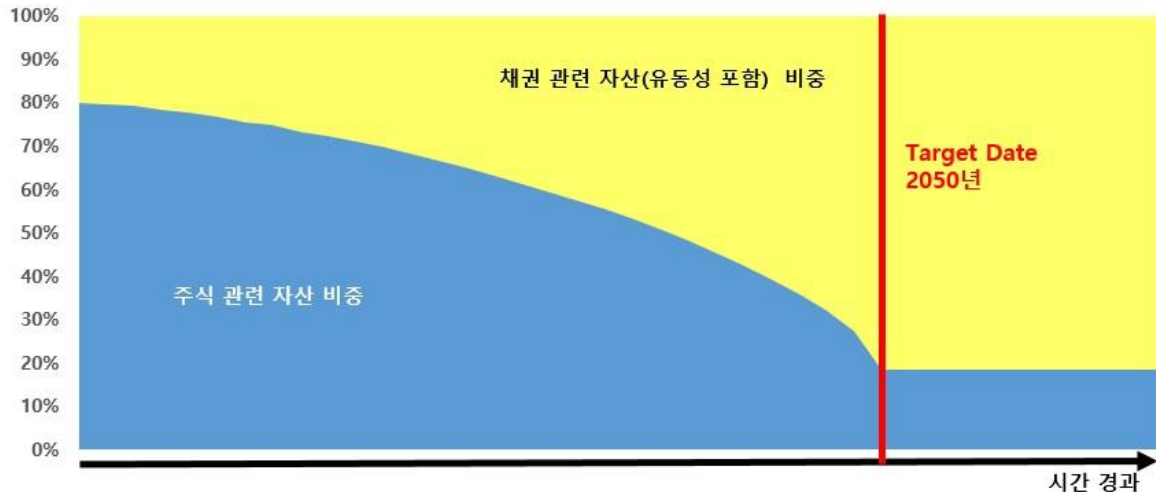 100%
90%
채권 관련 자산(유동성 포함) 비중
80%
70%
Target Date
2050년
60%
50%
40%
주식 관련 자산 비중
30%
20%
10%
0%
시간 경과